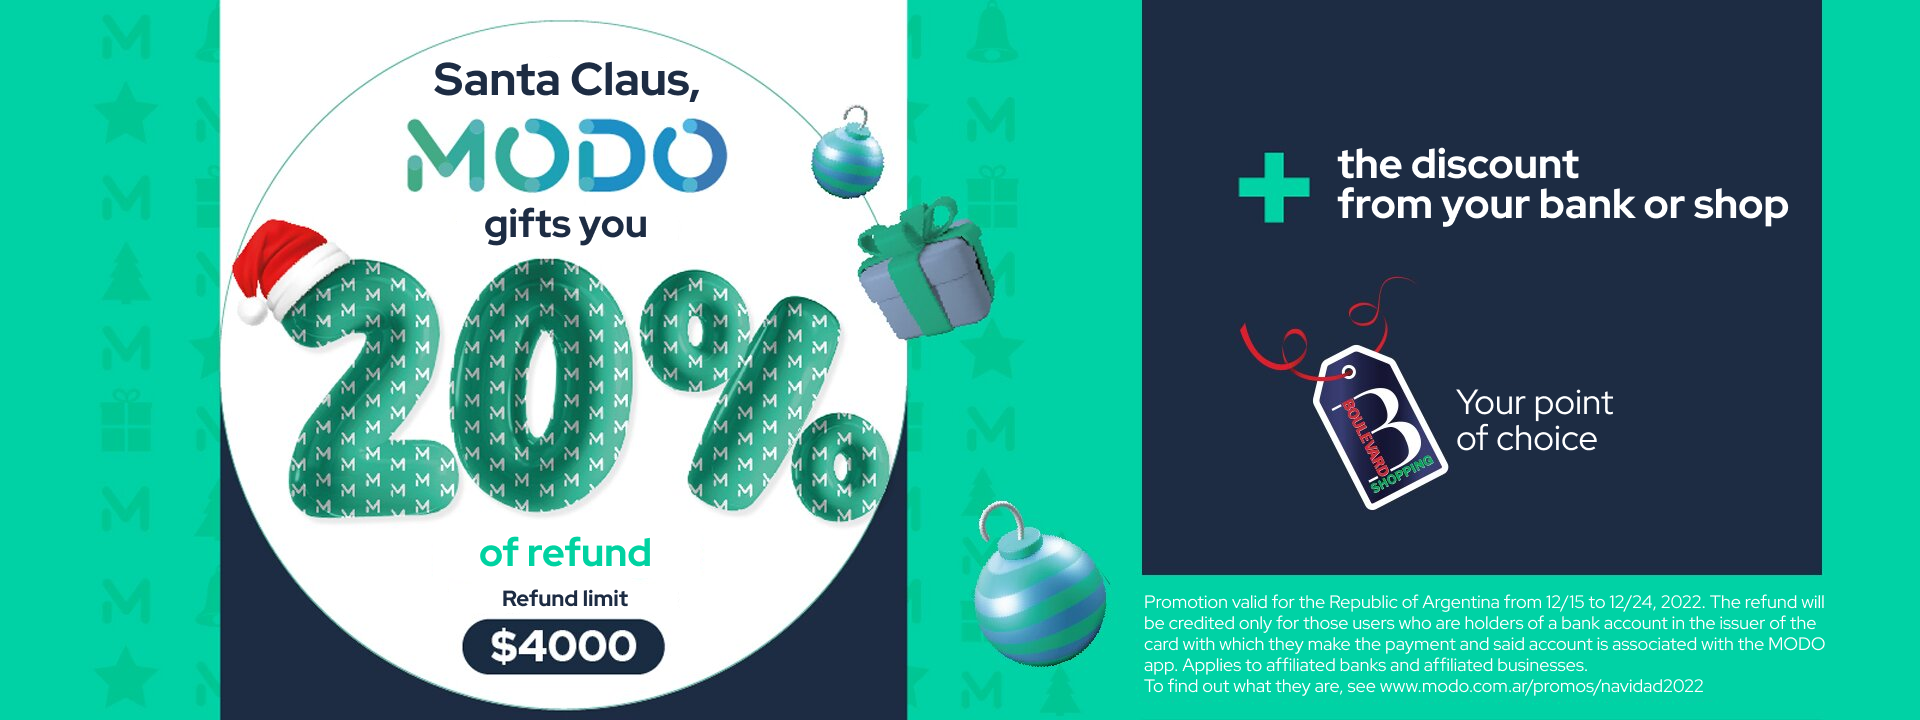 Santa Claus,
MODO
gifts you
20%
of refund
Refund limit
$4000
the discount
from your bank or shop
B
BOULEVARD
SHOPPING
Your point
of choice
Promotion valid for the Republic of Argentina from 12/15 to 12/24, 2022. The refund will
be credited only for those users who are holders of a bank account in the issuer of the
card with which they make the payment and said account is associated with the MODO
app. Applies to affiliated banks and affiliated businesses.
To find out what they are, see www.modo.com.ar/promos/navidad2022